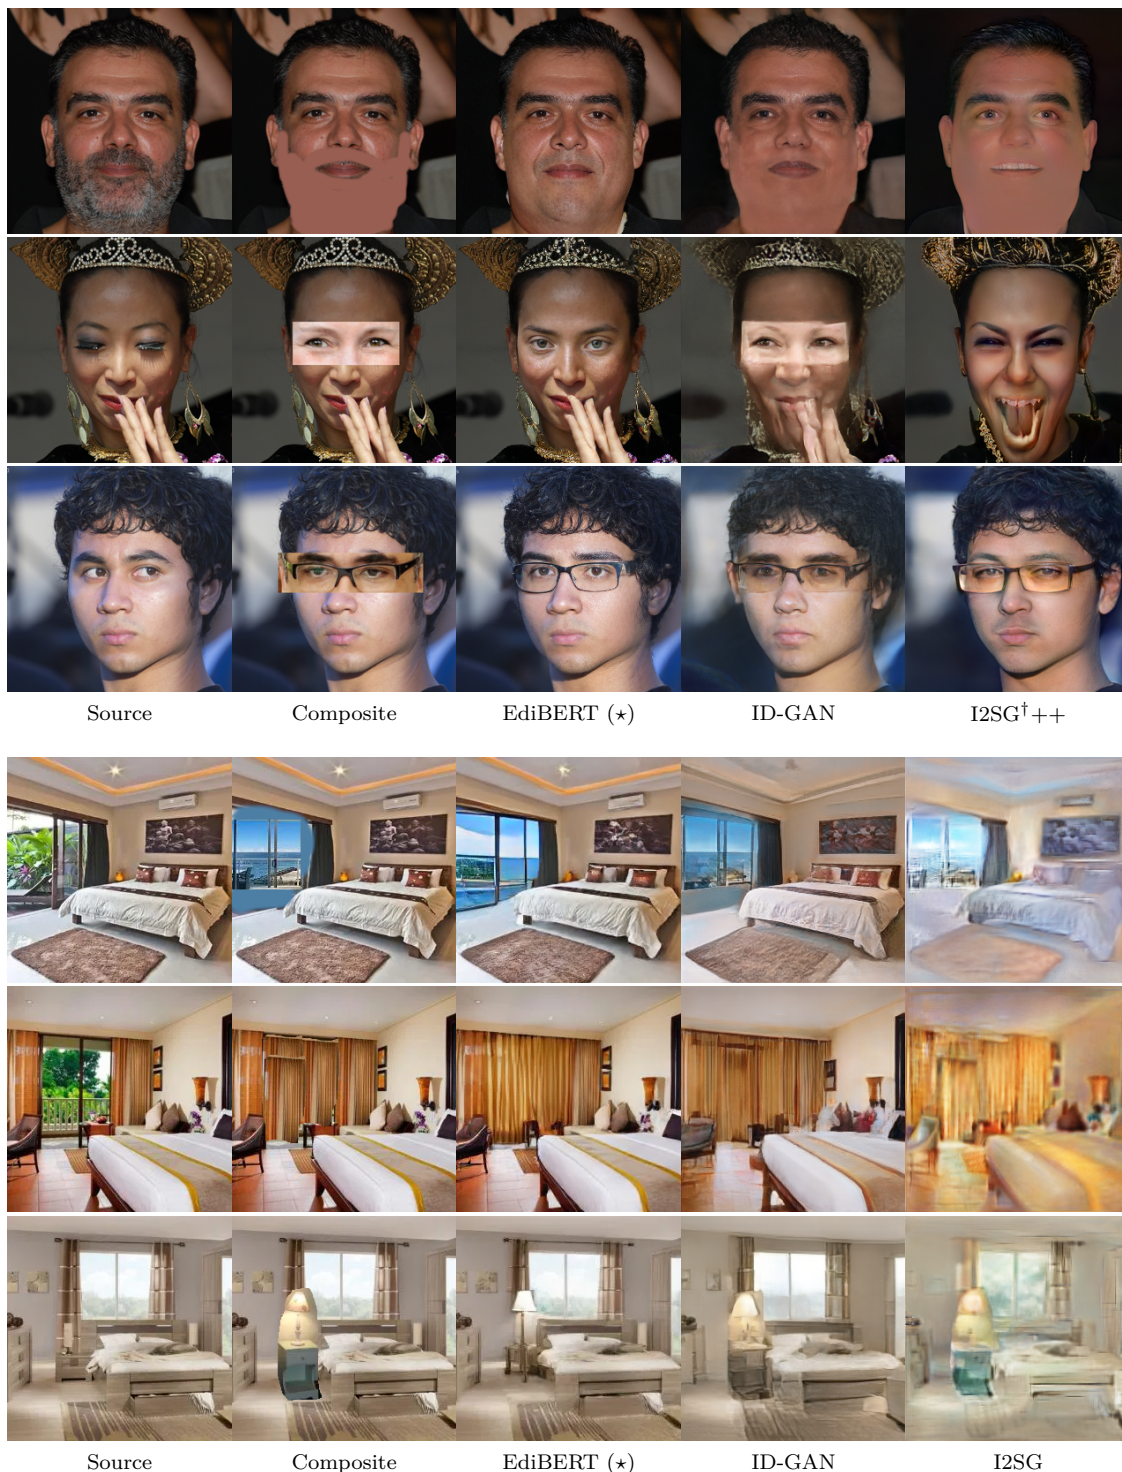 Source Composite EdiBERT (⋆) ID-GAN I2SG†++
Source Composite EdiBERT (⋆) ID-GAN I2SG